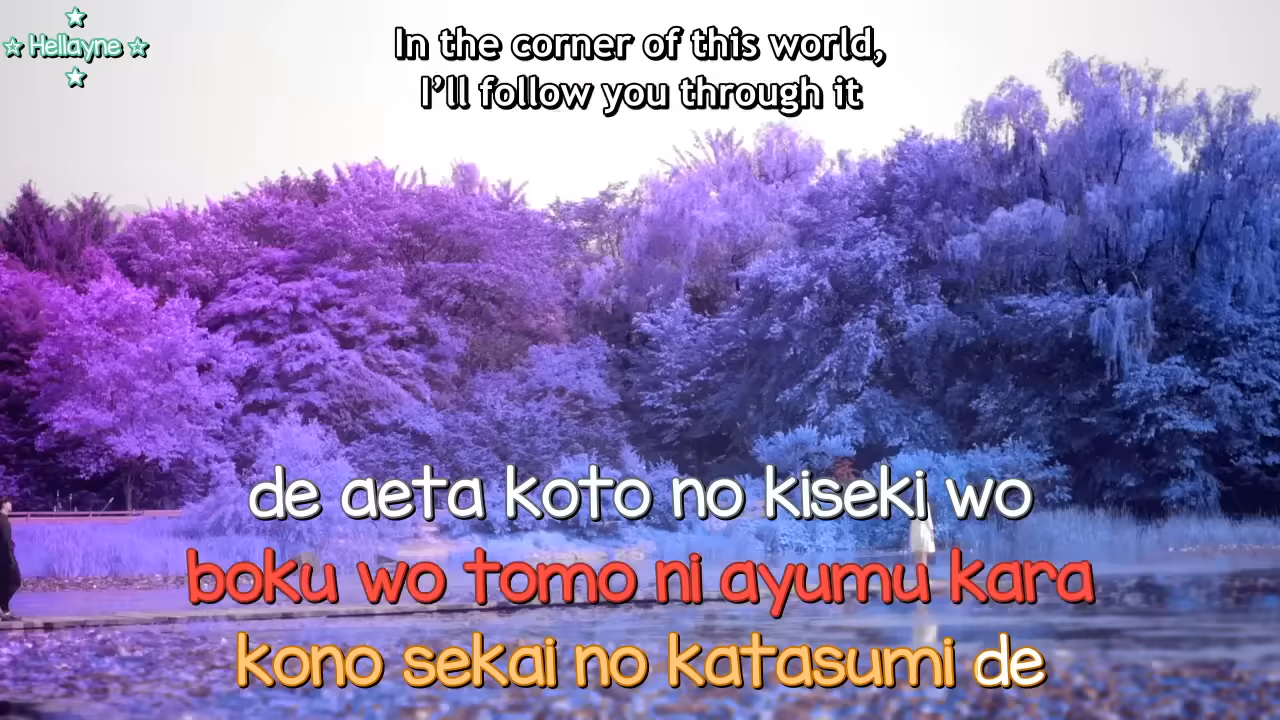 ☆ Hellayne ☆
In the corner of this world,
I'll follow you through it
de aeta koto no kiseki wo
boku wo tomo ni ayumu kara
kono sekai no katasumi de